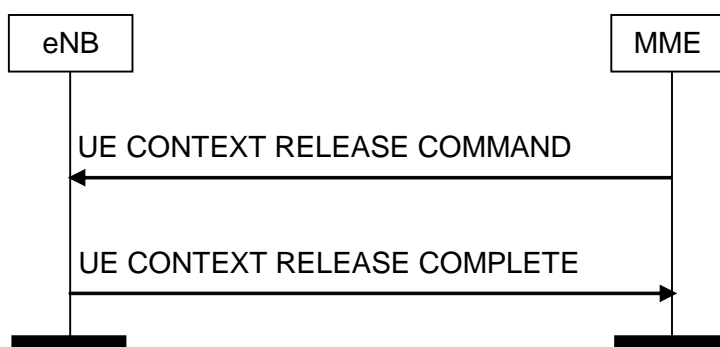 eNB
MME
UE CONTEXT RELEASE COMMAND
UE CONTEXT RELEASE COMPLETE